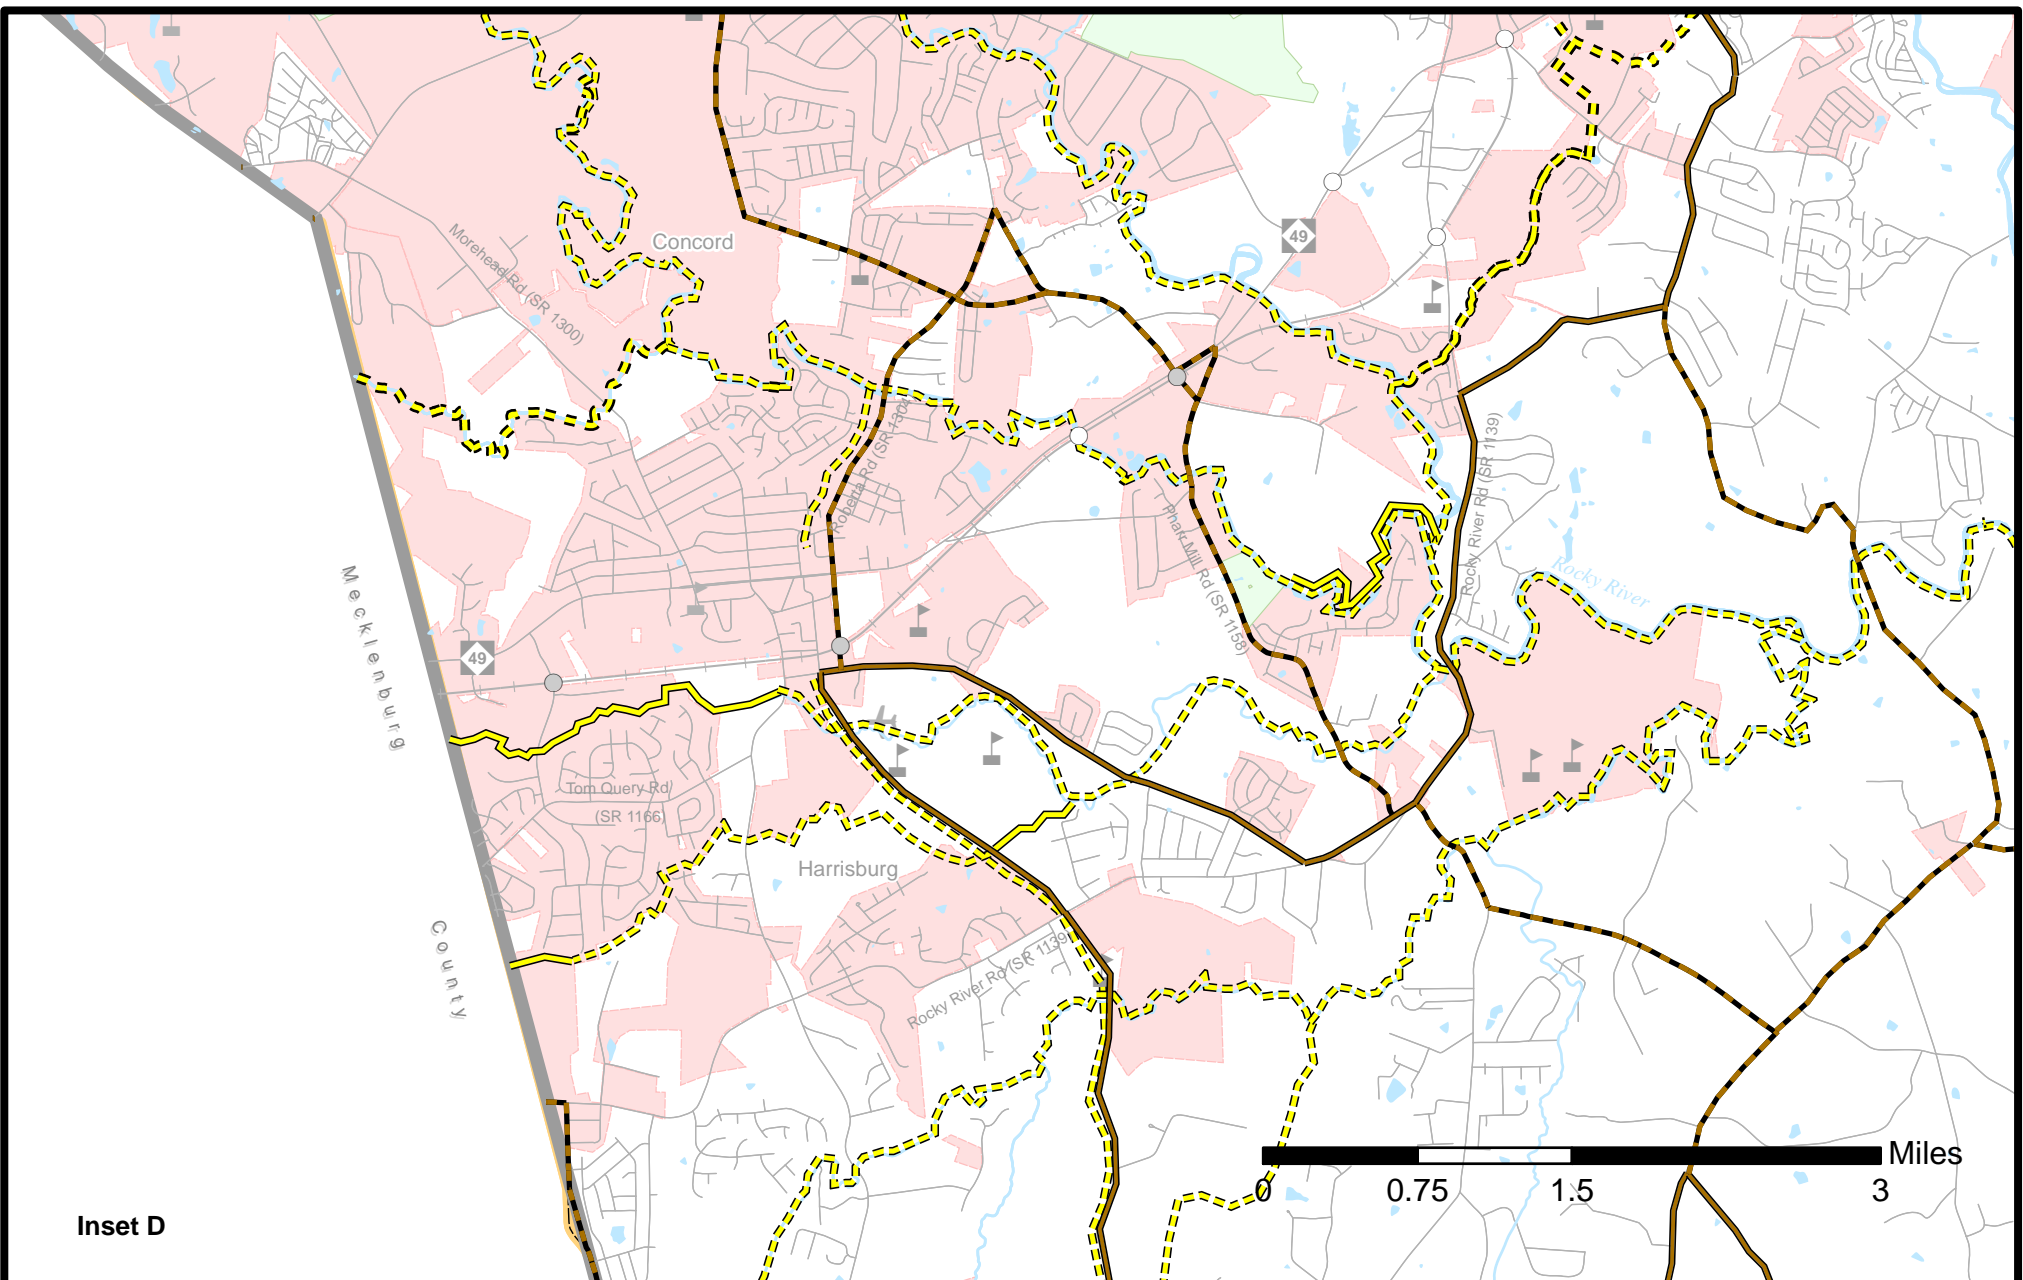 Concord
49
Morehead Rd (SR 1300)
Roberta Rd (SR 1304)
Rocky River Rd (SR 1139)
Pharr Mill Rd (SR 1158)
Rocky River
Mecklenburg
County
49
Tom Query Rd
(SR 1166)
Harrisburg
Rocky River Rd (SR 1139)
Miles
0 0.75 1.5 3
Inset D